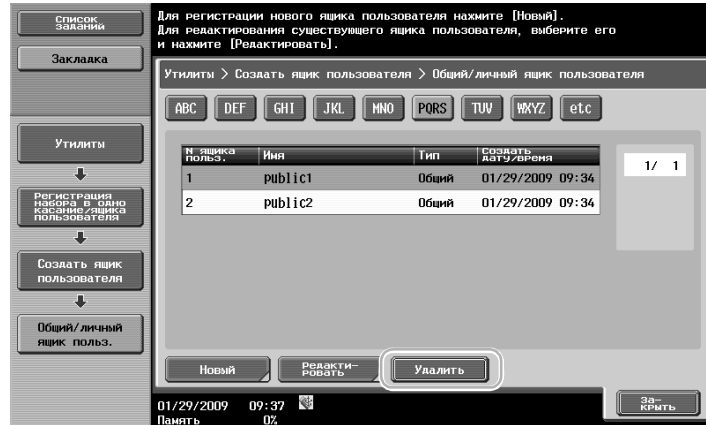 Список
заданий
Закладка
Для регистрации нового ящика пользователя нажмите [Новый].
Для редактирования существующего ящика пользователя, выберите его
и нажмите [Редактировать].
Утилиты > Создать ящик пользователя > Общий/личный ящик пользователя
ABC DEF GHI JKL MNO PQRS TUV WXYZ etc
Утилиты
Регистрация
набора в одно
касание/ящика
пользователя
Создать ящик
пользователя
Общий/личный
ящик польз.
N ящика
польз. Имя Тип Создать
дату/время
1 public1 Общий 01/29/2009 09:34
2 public2 Общий 01/29/2009 09:34
1/ 1
Новый
Редакти-
ровать
Удалить
01/29/2009 09:37
Память 0%
За-
крыть